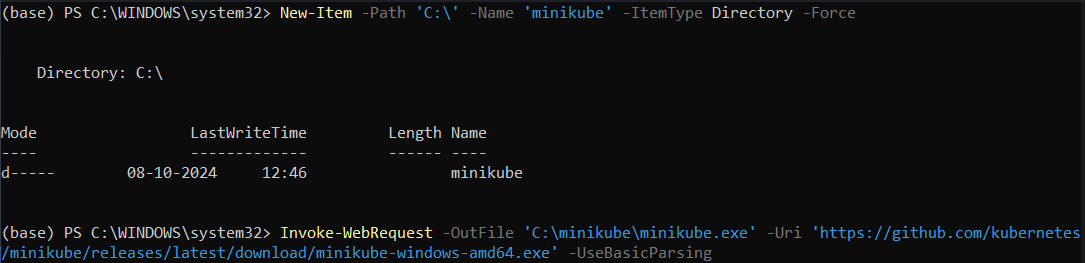 (base) PS C:\WINDOWS\system32> New-Item -Path 'C:\' -Name 'minikube' -ItemType Directory -Force
Directory: C:\
Mode LastWriteTime Length Name
---- ------------- ------ ----
d----- 08-10-2024 12:46 minikube
(base) PS C:\WINDOWS\system32> Invoke-WebRequest -OutFile 'C:\minikube\minikube.exe' -Uri 'https://github.com/kubernetes
/minikube/releases/latest/download/minikube-windows-amd64.exe' -UseBasicParsing